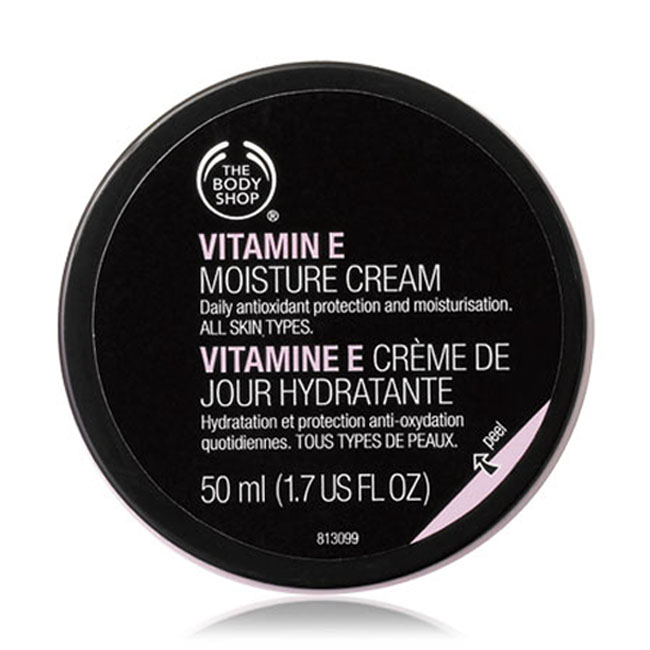 THE
BODY
SHOP
®
VITAMIN E
MOISTURE CREAM
Daily antioxidant protection and moisturisation.
ALL SKIN TYPES.
VITAMINE E CRÈME DE
JOUR HYDRATANTE
Hydratation et protection anti-oxydation
quotidiennes. TOUS TYPES DE PEAUX.
peel
50 ml (1.7 US FL OZ)
813099